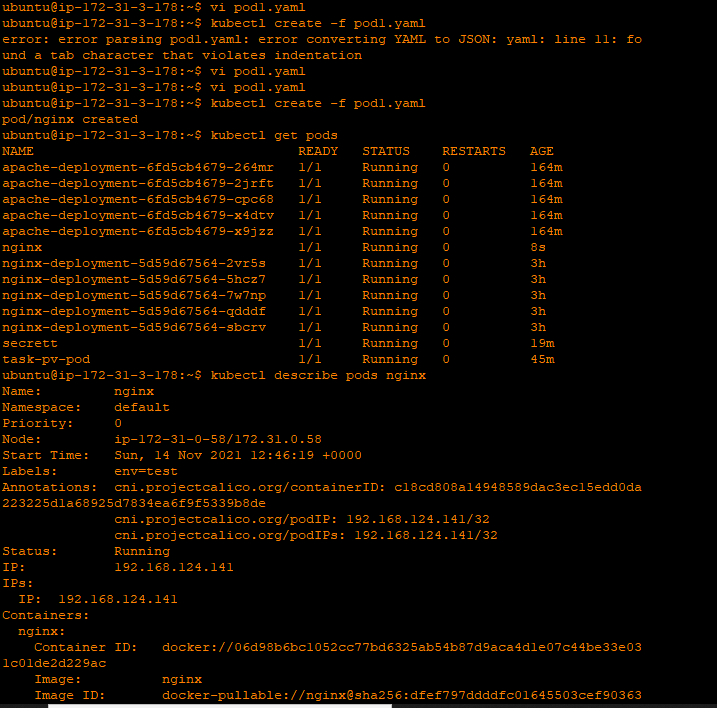 ubuntu@ip-172-31-3-178:~$ vi pod1.yaml
ubuntu@ip-172-31-3-178:~$ kubectl create -f pod1.yaml
error: error parsing pod1.yaml: error converting YAML to JSON: yaml: line 11: fo
und a tab character that violates indentation
ubuntu@ip-172-31-3-178:~$ vi pod1.yaml
ubuntu@ip-172-31-3-178:~$ vi pod1.yaml
ubuntu@ip-172-31-3-178:~$ kubectl create -f pod1.yaml
pod/nginx created
ubuntu@ip-172-31-3-178:~$ kubectl get pods
NAME                                 READY   STATUS    RESTARTS   AGE
apache-deployment-6fd5cb4679-264mr   1/1     Running   0          164m
apache-deployment-6fd5cb4679-2jrft   1/1     Running   0          164m
apache-deployment-6fd5cb4679-cpc68   1/1     Running   0          164m
apache-deployment-6fd5cb4679-x4dtv   1/1     Running   0          164m
apache-deployment-6fd5cb4679-x9jzz   1/1     Running   0          164m
nginx                                1/1     Running   0          8s
nginx-deployment-5d59d67564-2vr5s    1/1     Running   0          3h
nginx-deployment-5d59d67564-5hcz7    1/1     Running   0          3h
nginx-deployment-5d59d67564-7w7np    1/1     Running   0          3h
nginx-deployment-5d59d67564-qdddf    1/1     Running   0          3h
nginx-deployment-5d59d67564-sbcrv    1/1     Running   0          3h
secrett                              1/1     Running   0          19m
task-pv-pod                          1/1     Running   0          45m
ubuntu@ip-172-31-3-178:~$ kubectl describe pods nginx
Name:         nginx
Namespace:    default
Priority:     0
Node:         ip-172-31-0-58/172.31.0.58
Start Time:   Sun, 14 Nov 2021 12:46:19 +0000
Labels:       env=test
Annotations:  cni.projectcalico.org/containerID: c18cd808a14948589dac3ec15edd0da
223225d1a68925d7834ea6f9f5339b8de
              cni.projectcalico.org/podIP: 192.168.124.141/32
              cni.projectcalico.org/podIPs: 192.168.124.141/32
Status:       Running
IP:           192.168.124.141
IPs:
  IP:  192.168.124.141
Containers:
  nginx:
    Container ID:   docker://06d98b6bc1052cc77bd6325ab54b87d9aca4d1e07c44be33e03
1c01de2d229ac
    Image:          nginx
    Image ID:       docker-pullable://nginx@sha256:dfef797ddddfc01645503cef90363